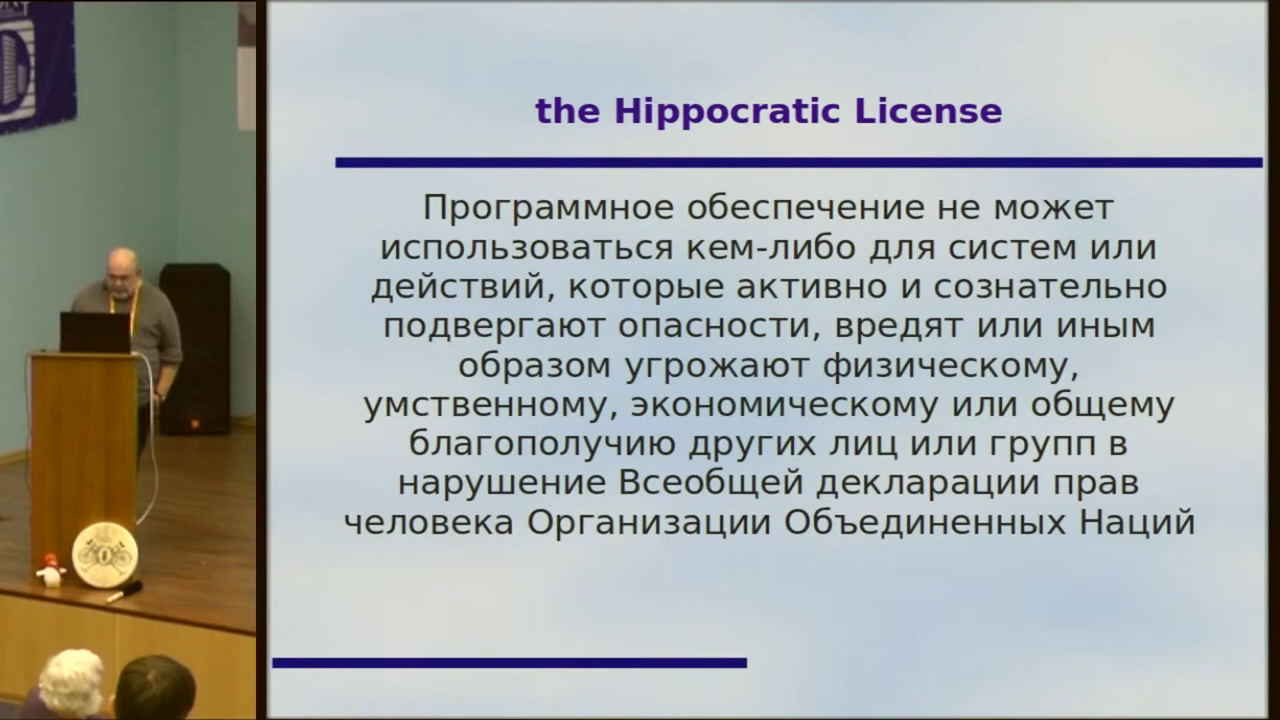 the Hippocratic License
Программное обеспечение не может
использоваться кем-либо для систем или
действий, которые активно и сознательно
подвергают опасности, вредят или иным
образом угрожают физическому,
умственному, экономическому или общему
благополучию других лиц или групп в
нарушение Всеобщей декларации прав
человека Организации Объединенных Наций